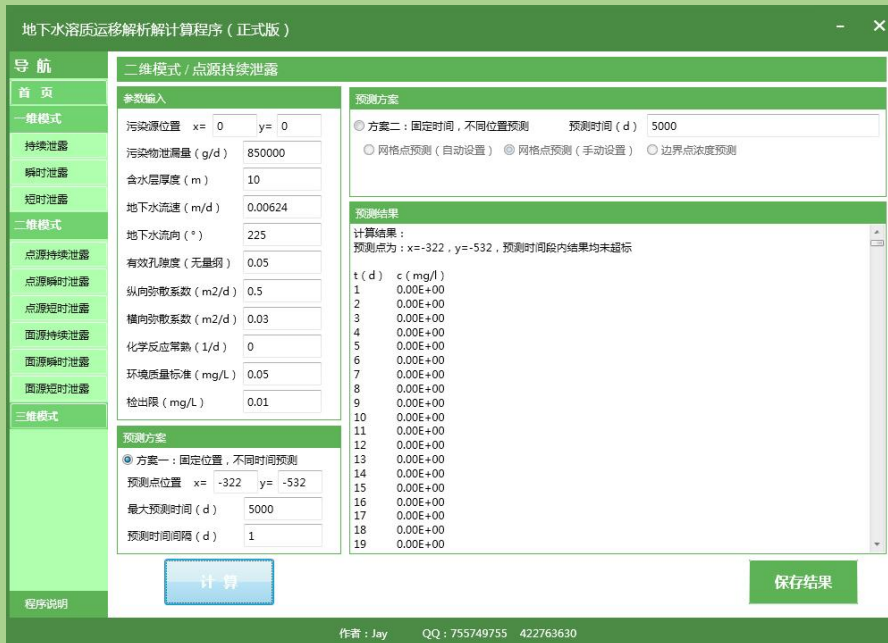 地下水溶质运移解析解计算程序（正式版）
导 航
首 页
一维模式
持续泄露
瞬时泄露
短时泄露
二维模式
点源持续泄露
点源瞬时泄露
点源短时泄露
面源持续泄露
面源瞬时泄露
面源短时泄露
三维模式
程序说明
二维模式 / 点源持续泄露
参数输入
污染源位置 x= 0 y= 0
污染物泄漏量（g/d） 850000
含水层厚度（m） 10
地下水流速（m/d） 0.00624
地下水流向（°） 225
有效孔隙度（无量纲） 0.05
纵向弥散系数（m2/d） 0.5
横向弥散系数（m2/d） 0.03
化学反应常熟（1/d） 0
环境质量标准（mg/L） 0.05
检出限（mg/L） 0.01
预测方案
方案一：固定位置，不同时间预测
预测点位置 x= -322 y= -532
最大预测时间（d） 5000
预测时间间隔（d） 1
计 算
预测方案
方案二：固定时间，不同位置预测 预测时间（d） 5000
网格点预测（自动设置） 网格点预测（手动设置） 边界点浓度预测
预测结果
计算结果：
预测点为：x=-322，y=-532，预测时间段内结果均未超标
t（d） c（mg/l）
1 0.00E+00
2 0.00E+00
3 0.00E+00
4 0.00E+00
5 0.00E+00
6 0.00E+00
7 0.00E+00
8 0.00E+00
9 0.00E+00
10 0.00E+00
11 0.00E+00
12 0.00E+00
13 0.00E+00
14 0.00E+00
15 0.00E+00
16 0.00E+00
17 0.00E+00
18 0.00E+00
19 0.00E+00
保存结果
作者：Jay QQ：755749755 422763630